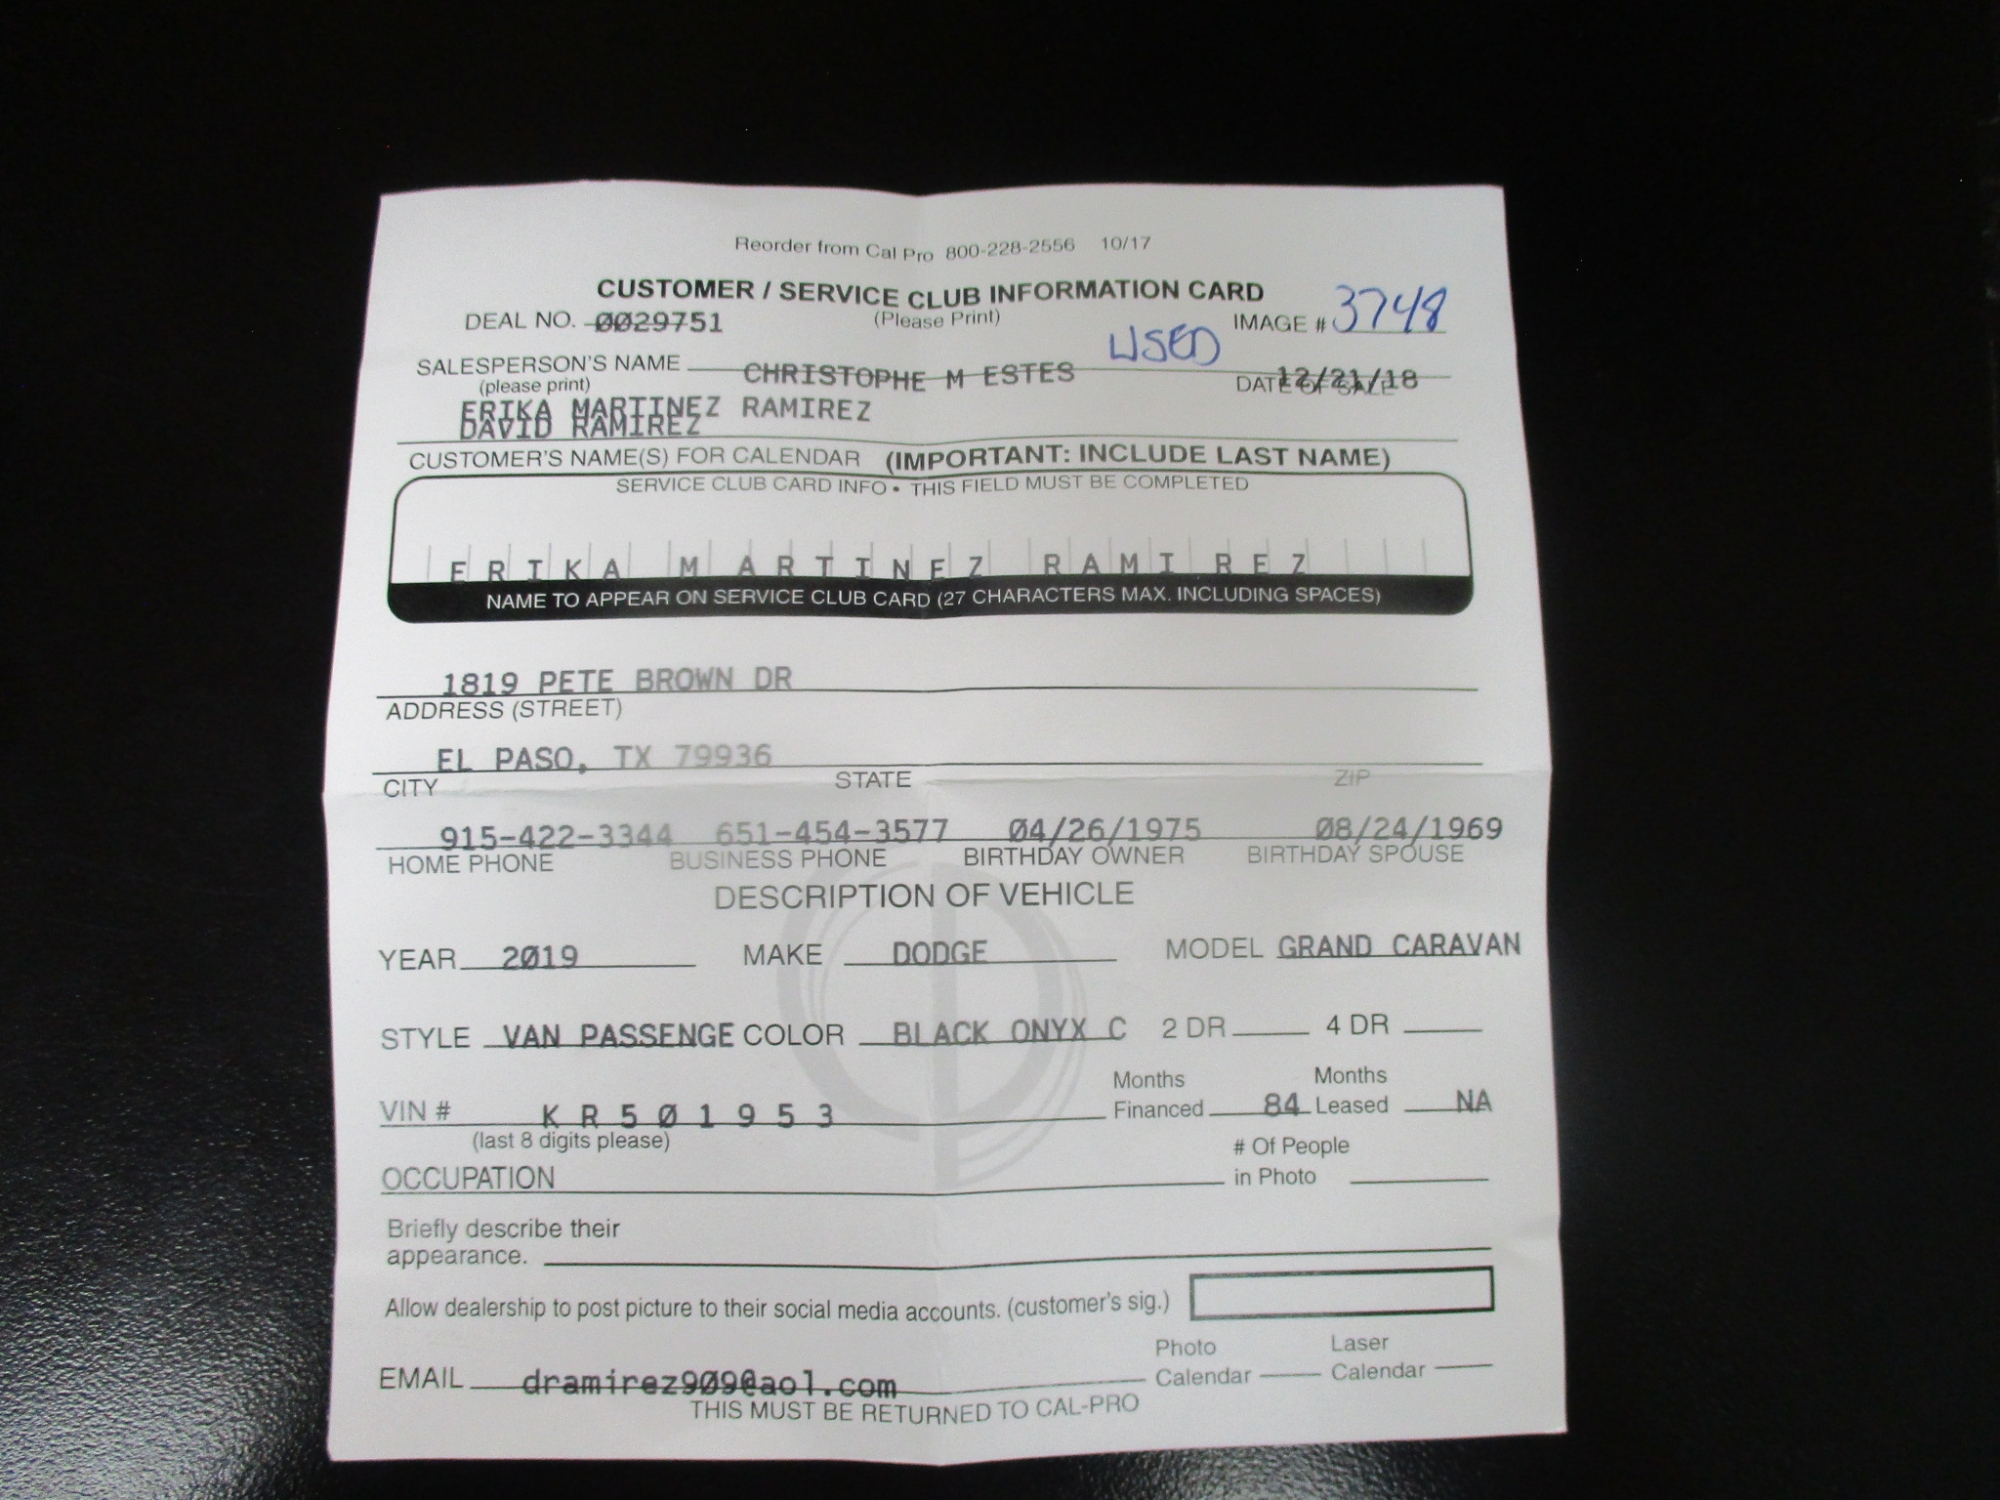 Reorder from Cal Pro 800-228-2556 10/17
CUSTOMER / SERVICE CLUB INFORMATION CARD
DEAL NO. 0029751 (Please Print) IMAGE # 3748
USED
SALESPERSON'S NAME CHRISTOPHE M ESTES DATE OF SALE 12/21/18
(please print)
ERIKA MARTINEZ RAMIREZ
DAVID RAMIREZ
CUSTOMER'S NAME(S) FOR CALENDAR (IMPORTANT: INCLUDE LAST NAME)
SERVICE CLUB CARD INFO • THIS FIELD MUST BE COMPLETED
ERIKA MARTINEZ RAMIREZ
NAME TO APPEAR ON SERVICE CLUB CARD (27 CHARACTERS MAX. INCLUDING SPACES)
1819 PETE BROWN DR
ADDRESS (STREET)
EL PASO, TX 79936
CITY STATE ZIP
915-422-3344 651-454-3577 04/26/1975 08/24/1969
HOME PHONE BUSINESS PHONE BIRTHDAY OWNER BIRTHDAY SPOUSE
DESCRIPTION OF VEHICLE
YEAR 2019 MAKE DODGE MODEL GRAND CARAVAN
STYLE VAN PASSENGE COLOR BLACK ONYX C 2 DR 4 DR
Months Months
VIN # KR501953 Financed 84 Leased NA
(last 8 digits please) # Of People
OCCUPATION in Photo
Briefly describe their
appearance.
Allow dealership to post picture to their social media accounts. (customer's sig.)
Photo Laser
EMAIL dramirez909@aol.com Calendar Calendar
THIS MUST BE RETURNED TO CAL-PRO